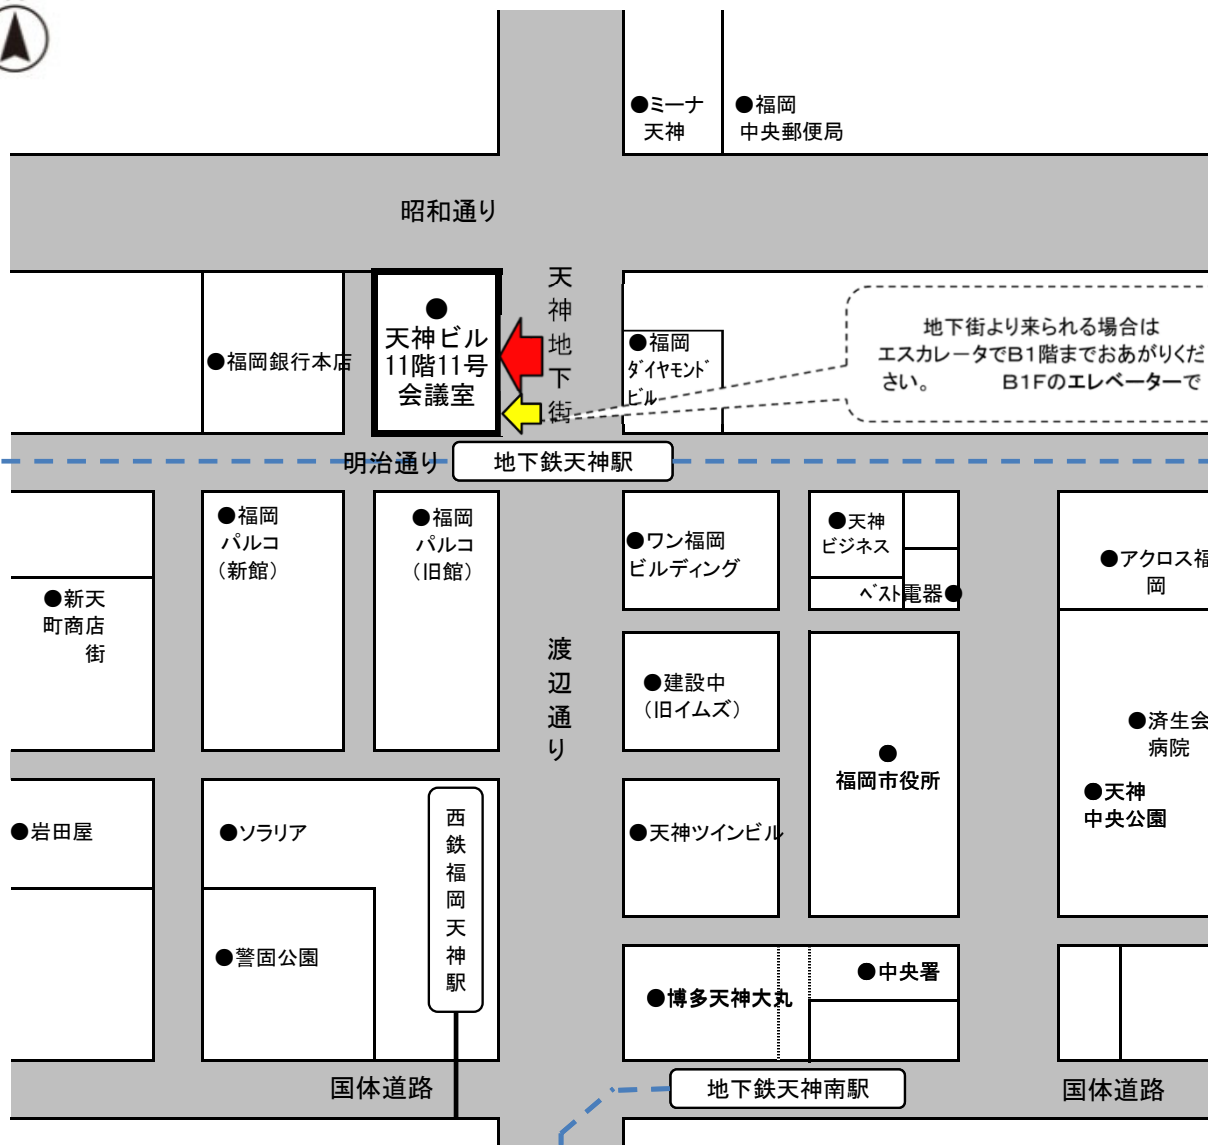 ●ミーナ
天神
●福岡
中央郵便局
昭和通り
天神地下街
●
天神ビル
11階11号
会議室
●福岡銀行本店
●福岡
ダイヤモンド
ビル
地下街より来られる場合は
エスカレータでB1階までおあがりくだ
さい。 B1Fのエレベーターで
明治通り
地下鉄天神駅
●福岡
パルコ
（新館）
●福岡
パルコ
（旧館）
●ワン福岡
ビルディング
●天神
ビジネス
ベスト電器●
●アクロス福
岡
●新天
町商店
街
渡辺通り
●建設中
（旧イムズ）
●
福岡市役所
●済生会
病院
●天神
中央公園
●岩田屋
●ソラリア
西鉄福岡天神駅
●天神ツインビル
●警固公園
●博多天神大丸
●中央署
国体道路
地下鉄天神南駅
国体道路